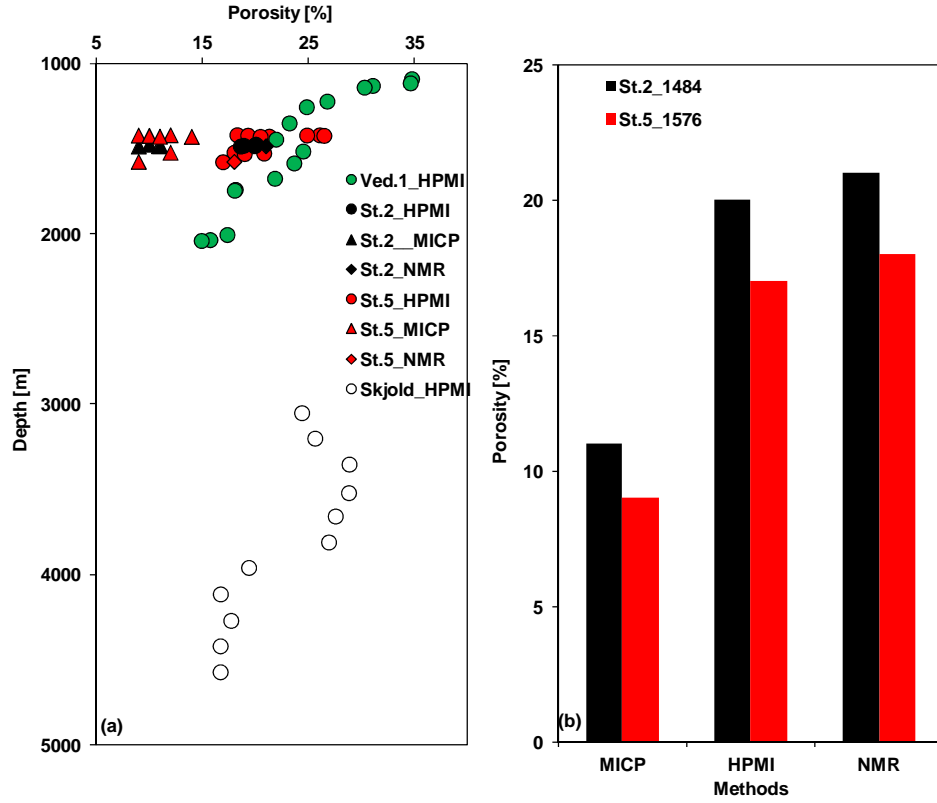 Porosity [%]
5 15 25 35
1000
2000
3000
4000
5000
Depth [m]
Ved.1_HPMI
St.2_HPMI
St.2__MICP
St.2_NMR
St.5_HPMI
St.5_MICP
St.5_NMR
Skjold_HPMI
(a)
25
20
15
10
5
0
Porosity [%]
St.2_1484
St.5_1576
(b)
MICP HPMI NMR
Methods